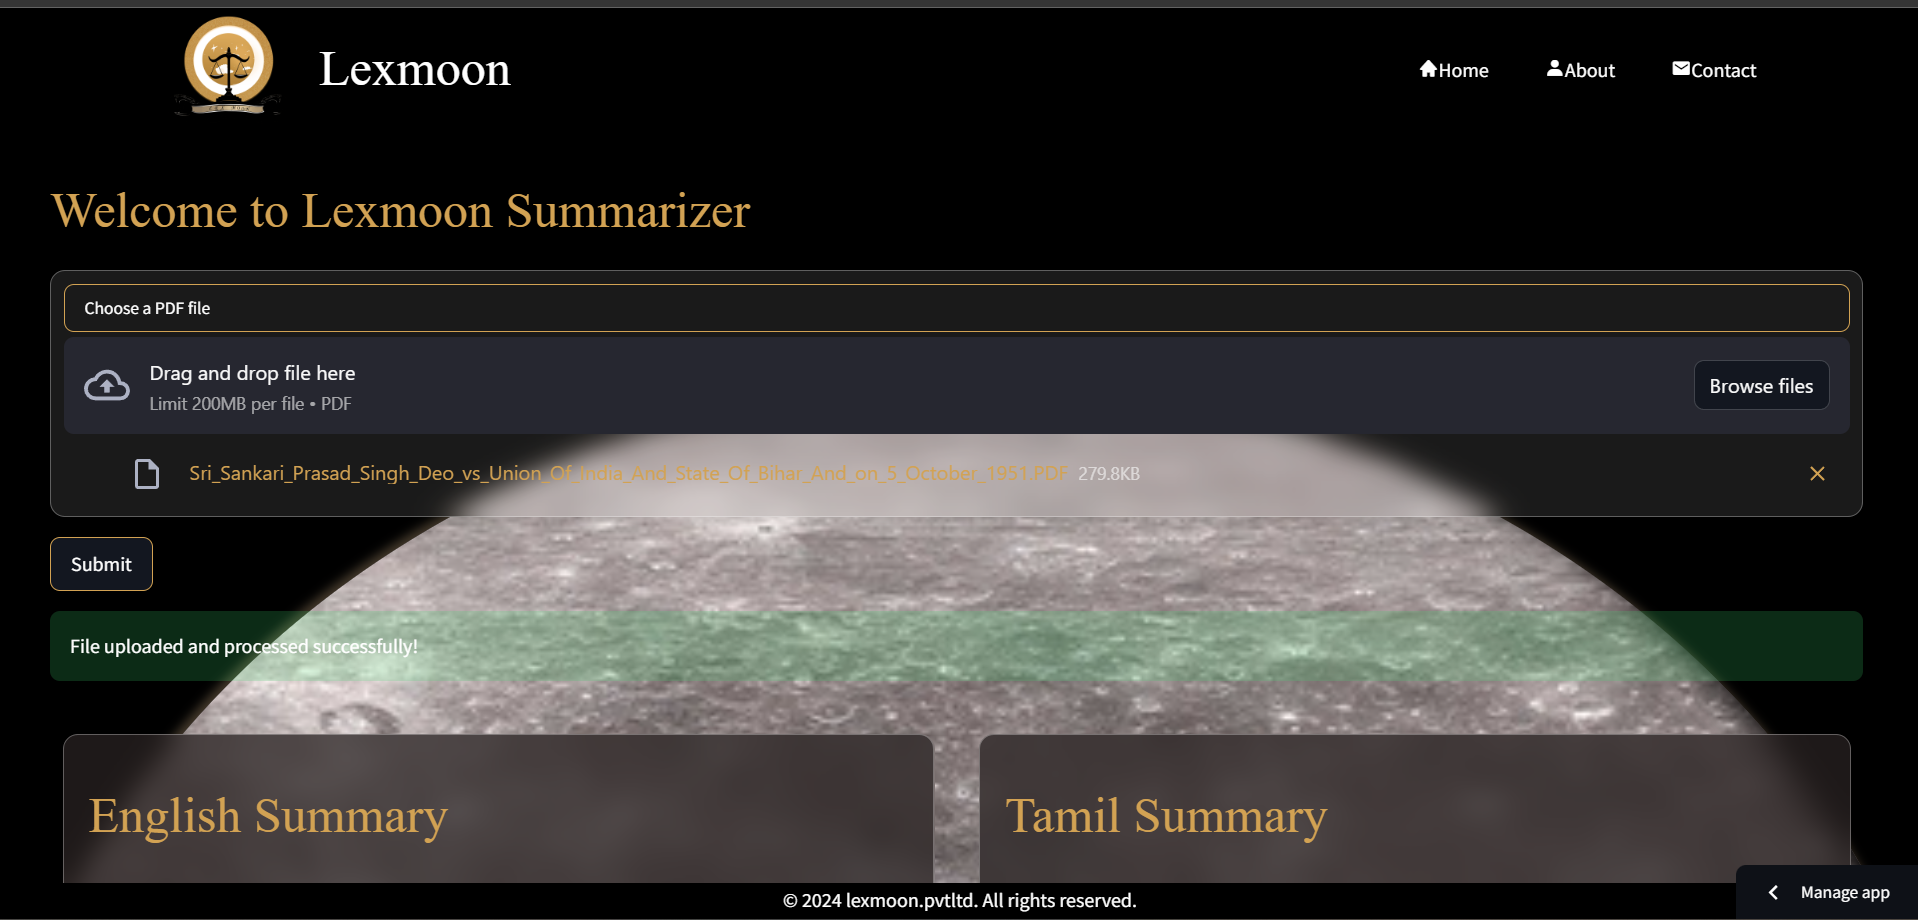 Lexmoon
Home
About
Contact
Welcome to Lexmoon Summarizer
Choose a PDF file
Drag and drop file here
Limit 200MB per file • PDF
Browse files
Sri_Sankari_Prasad_Singh_Deo_vs_Union_Of_India_And_State_Of_Bihar_And_on_5_October_1951.PDF 279.8KB
Submit
File uploaded and processed successfully!
English Summary
Tamil Summary
© 2024 lexmoon.pvtltd. All rights reserved.
Manage app